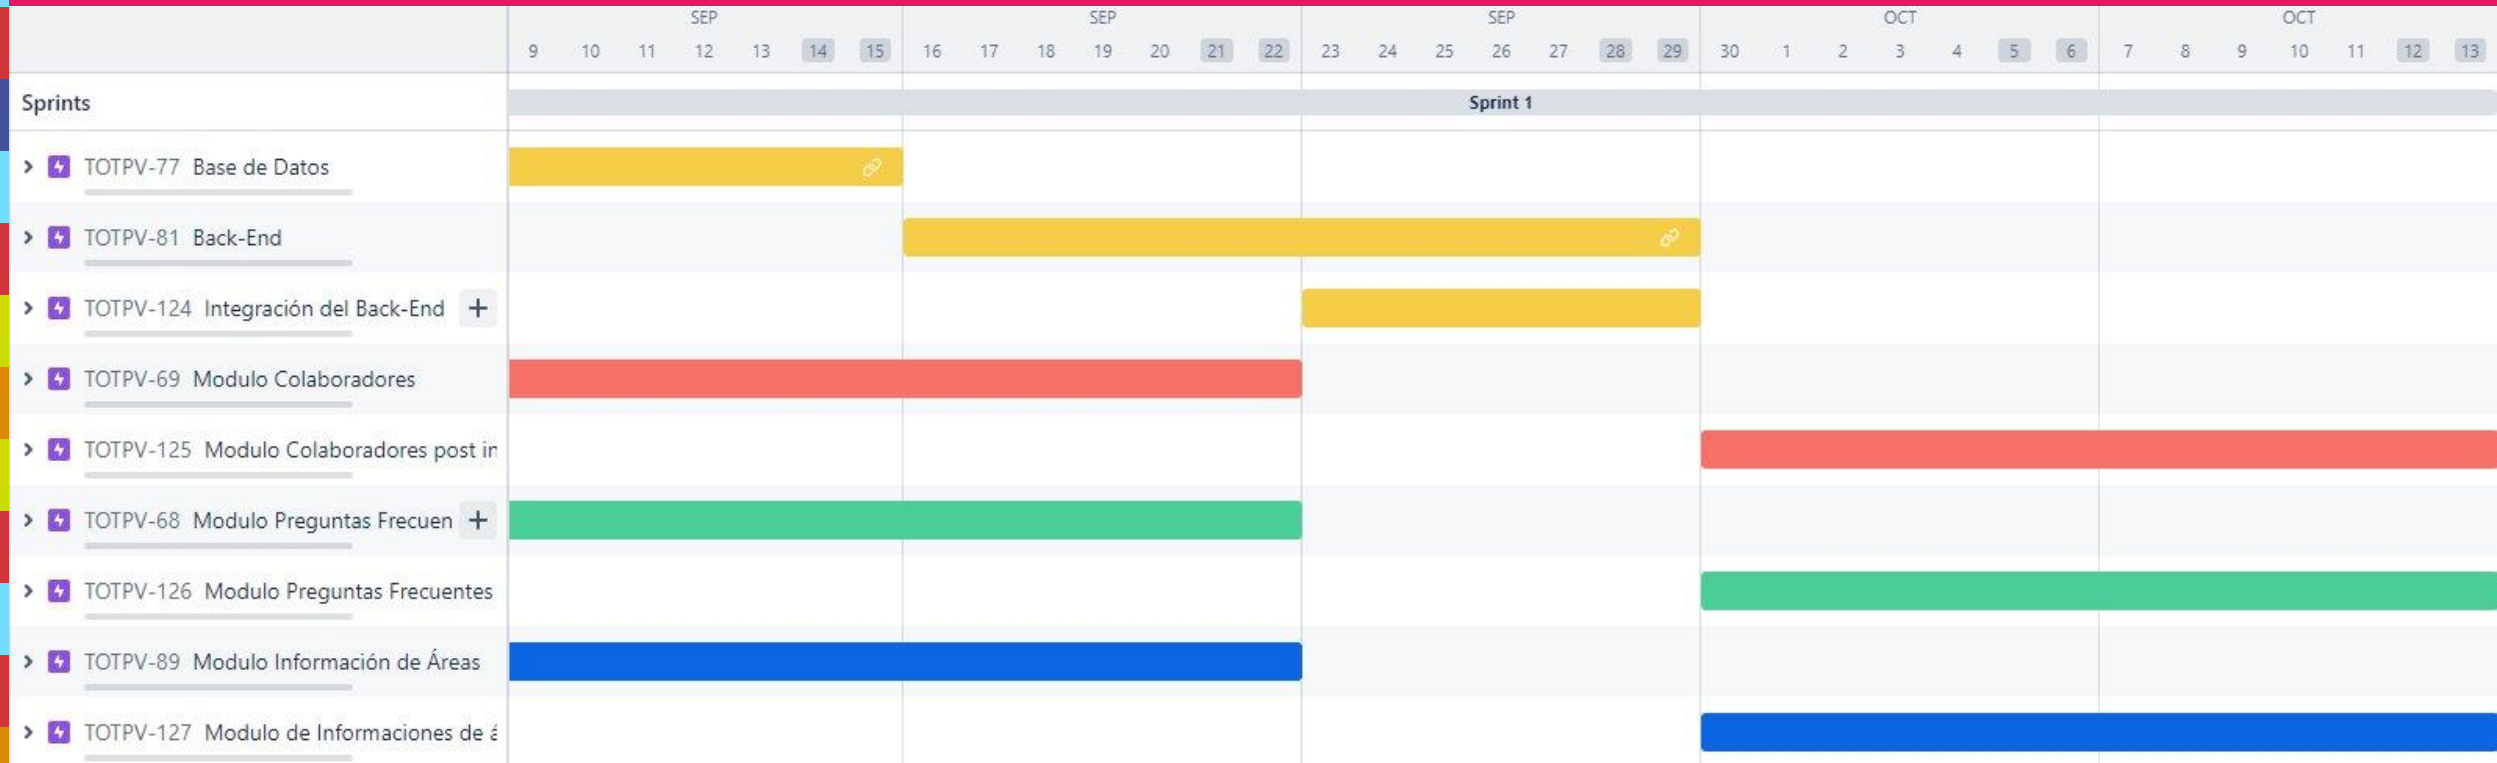 SEP SEP SEP OCT OCT
9 10 11 12 13 14 15 16 17 18 19 20 21 22 23 24 25 26 27 28 29 30 1 2 3 4 5 6 7 8 9 10 11 12 13
Sprints Sprint 1
TOTPV-77 Base de Datos
TOTPV-81 Back-End
TOTPV-124 Integración del Back-End +
TOTPV-69 Modulo Colaboradores
TOTPV-125 Modulo Colaboradores post in
TOTPV-68 Modulo Preguntas Frecuen +
TOTPV-126 Modulo Preguntas Frecuentes
TOTPV-89 Modulo Información de Áreas
TOTPV-127 Modulo de Informaciones de á